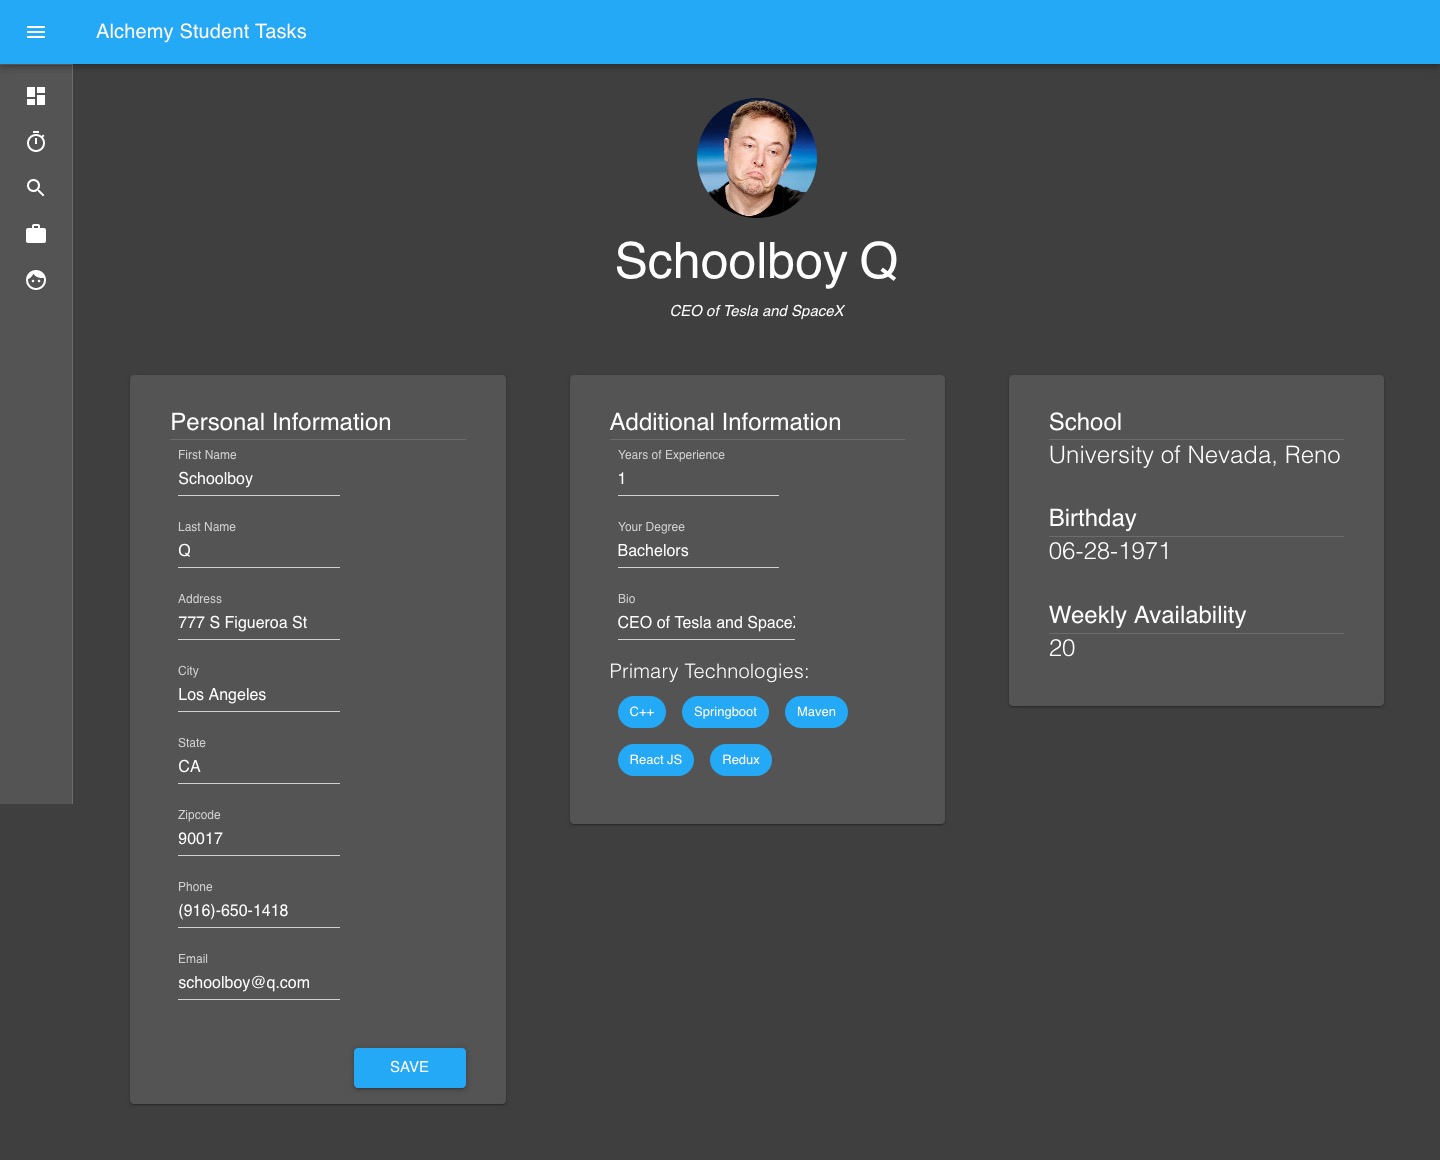 Alchemy Student Tasks
Schoolboy Q
CEO of Tesla and SpaceX
Personal Information
First Name
Schoolboy
Last Name
Q
Address
777 S Figueroa St
City
Los Angeles
State
CA
Zipcode
90017
Phone
(916)-650-1418
Email
schoolboy@q.com
SAVE
Additional Information
Years of Experience
1
Your Degree
Bachelors
Bio
CEO of Tesla and SpaceX
Primary Technologies:
C++ Springboot Maven
React JS Redux
School
University of Nevada, Reno
Birthday
06-28-1971
Weekly Availability
20